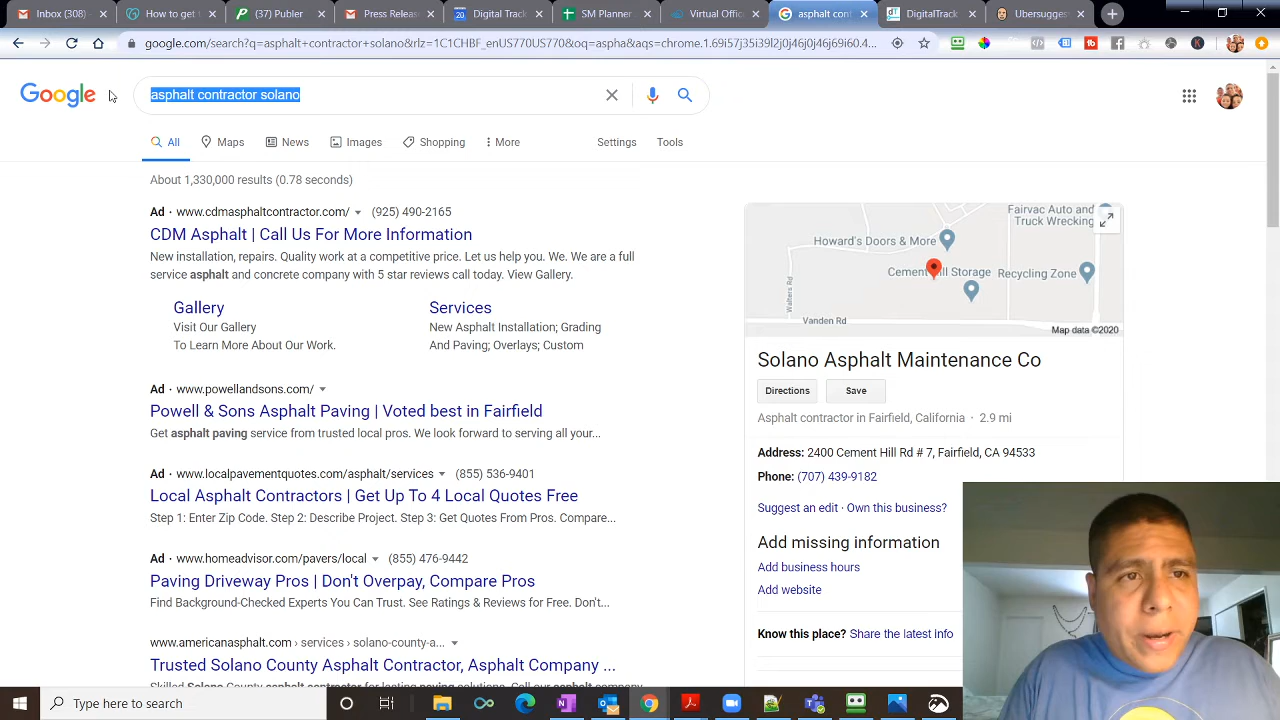 Inbox (308)
How to get
(37) Puler
Press Relea
20 Digital Track
SM Planner
Virtual Offic
asphalt cont
DigitalTrack
Ubersugges
google.com/search?q=asphalt+contractor+solano&rlz=1C1CHBF_enUS770US770&oq=aspha&aqs=chrome.1.69i57j35i39l2j0j46j0j46j0l69i60.4...
Google
asphalt contractor solano
All
Maps
News
Images
Shopping
More
Settings
Tools
About 1,330,000 results (0.78 seconds)
Ad · www.cdmasphaltcontractor.com/ (925) 490-2165
CDM Asphalt | Call Us For More Information
New installation, repairs. Quality work at a competitive price. Let us help you. We. We are a full
service asphalt and concrete company with 5 star reviews call today. View Gallery.
Gallery
Visit Our Gallery
To Learn More About Our Work.
Services
New Asphalt Installation; Grading
And Paving; Overlays; Custom
Ad · www.powellandsons.com/
Powell & Sons Asphalt Paving | Voted best in Fairfield
Get asphalt paving service from trusted local pros. We look forward to serving all your...
Ad · www.localpavementquotes.com/asphalt/services (855) 536-9401
Local Asphalt Contractors | Get Up To 4 Local Quotes Free
Step 1: Enter Zip Code. Step 2: Describe Project. Step 3: Get Quotes From Pros. Compare...
Ad · www.homeadvisor.com/pavers/local (855) 476-9442
Paving Driveway Pros | Don't Overpay, Compare Pros
Find Background-Checked Experts You Can Trust. See Ratings & Reviews for Free. Don't...
www.americanasphalt.com › services › solano-county-a...
Trusted Solano County Asphalt Contractor, Asphalt Company ...
Fairvac Auto and
Truck Wrecking
Howard's Doors & More
Cement Hill Storage
Recycling Zone
Walters Rd
Vanden Rd
Map data ©2020
Solano Asphalt Maintenance Co
Directions
Save
Asphalt contractor in Fairfield, California · 2.9 mi
Address: 2400 Cement Hill Rd # 7, Fairfield, CA 94533
Phone: (707) 439-9182
Suggest an edit · Own this business?
Add missing information
Add business hours
Add website
Know this place? Share the latest info
Type here to search